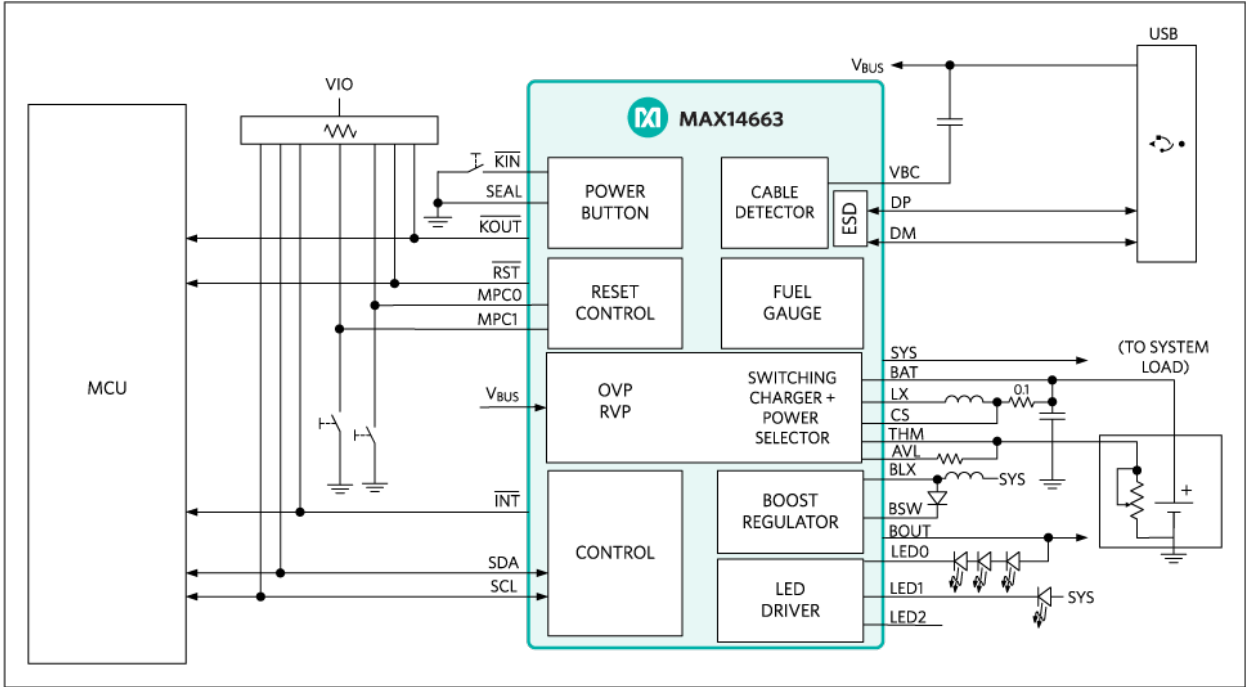 USB
V_BUS
VIO
MAX14663
KIN
SEAL
KOUT
POWER
BUTTON
CABLE
DETECTOR
ESD
VBC
DP
DM
RST
MPC0
MPC1
RESET
CONTROL
FUEL
GAUGE
MCU
V_BUS
OVP
RVP
SWITCHING
CHARGER +
POWER
SELECTOR
SYS
BAT
LX
CS
THM
AVL
0.1
(TO SYSTEM
LOAD)
+
BLX
SYS
BSW
BOUT
BOOST
REGULATOR
INT
SDA
SCL
CONTROL
LED
DRIVER
LED0
LED1
SYS
LED2